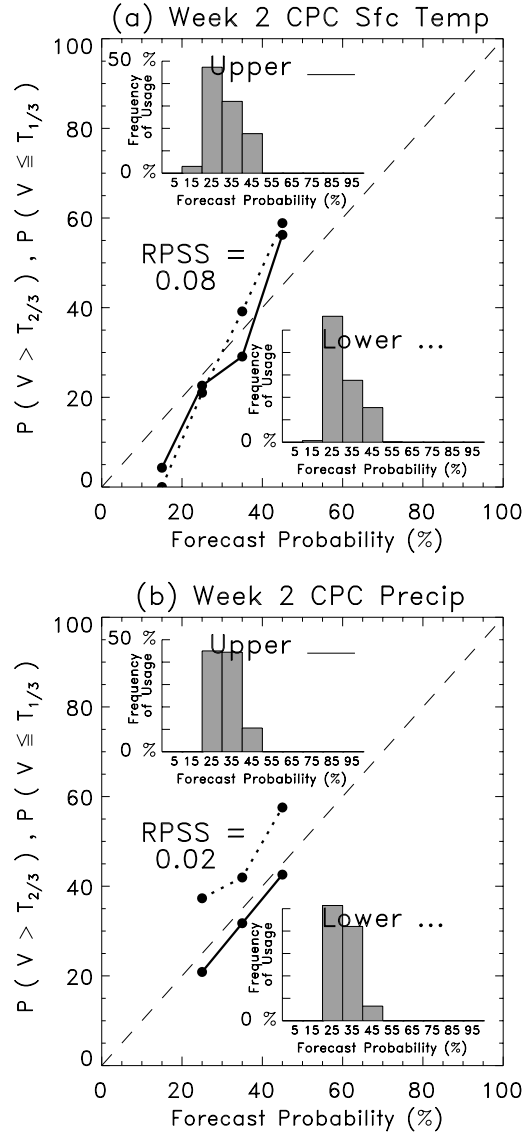 (a) Week 2 CPC Sfc Temp
100
80
60
40
20
0
P ( V > T2/3 ) , P ( V ≤ T1/3 )
50 %
0 %
Frequency
of Usage
Upper ___
5 15 25 35 45 55 65 75 85 95
Forecast Probability (%)
RPSS =
0.08
Lower ...
Frequency
of Usage
0 %
5 15 25 35 45 55 65 75 85 95
Forecast Probability (%)
0 20 40 60 80 100
Forecast Probability (%)
(b) Week 2 CPC Precip
100
80
60
40
20
0
P ( V > T2/3 ) , P ( V ≤ T1/3 )
50 %
0 %
Frequency
of Usage
Upper ___
5 15 25 35 45 55 65 75 85 95
Forecast Probability (%)
RPSS =
0.02
Lower ...
Frequency
of Usage
0 %
5 15 25 35 45 55 65 75 85 95
Forecast Probability (%)
0 20 40 60 80 100
Forecast Probability (%)